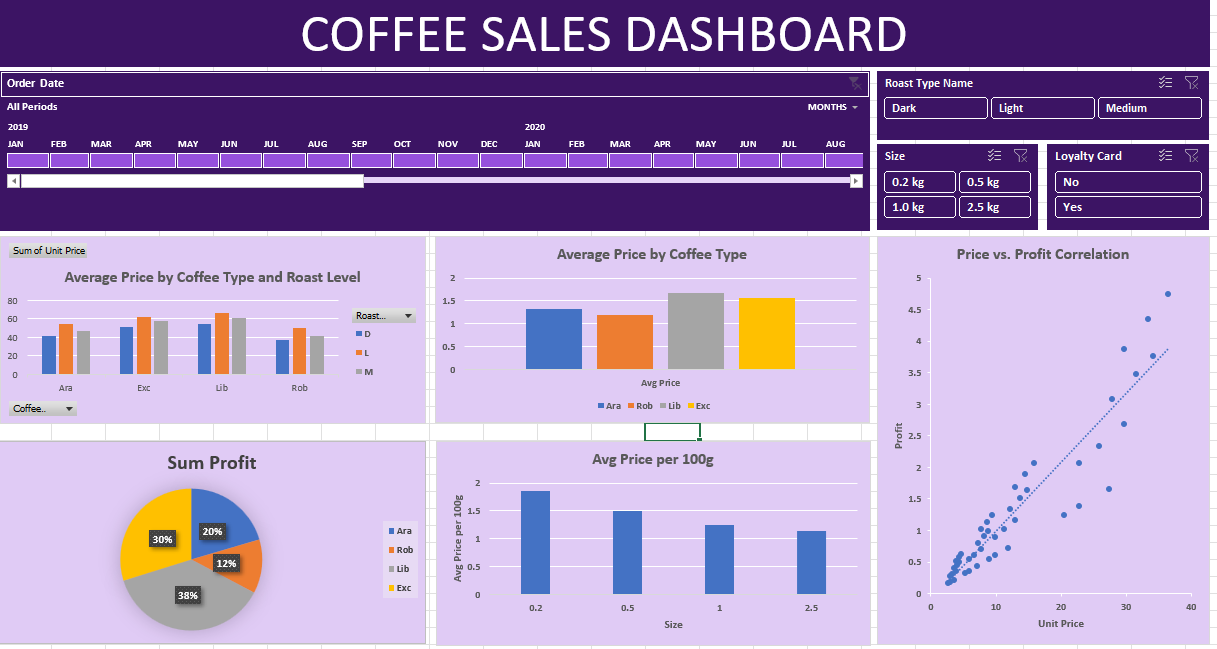 COFFEE SALES DASHBOARD
Order Date
All Periods
MONTHS
2019 2020
JAN FEB MAR APR MAY JUN JUL AUG SEP OCT NOV DEC JAN FEB MAR APR MAY JUN JUL AUG
Roast Type Name
Dark Light Medium
Size
0.2 kg 0.5 kg
1.0 kg 2.5 kg
Loyalty Card
No
Yes
Sum of Unit Price
Average Price by Coffee Type and Roast Level
80
60
40
20
0
Ara Exc Lib Rob
Roast...
D
L
M
Coffee..
Average Price by Coffee Type
2
1.5
1
0.5
0
Avg Price
Ara Rob Lib Exc
Price vs. Profit Correlation
5
4.5
4
3.5
3
2.5
2
1.5
1
0.5
0
Profit
0 10 20 30 40
Unit Price
Sum Profit
20%
12%
38%
30%
Ara
Rob
Lib
Exc
Avg Price per 100g
Avg Price per 100g
2
1.5
1
0.5
0
0.2 0.5 1 2.5
Size